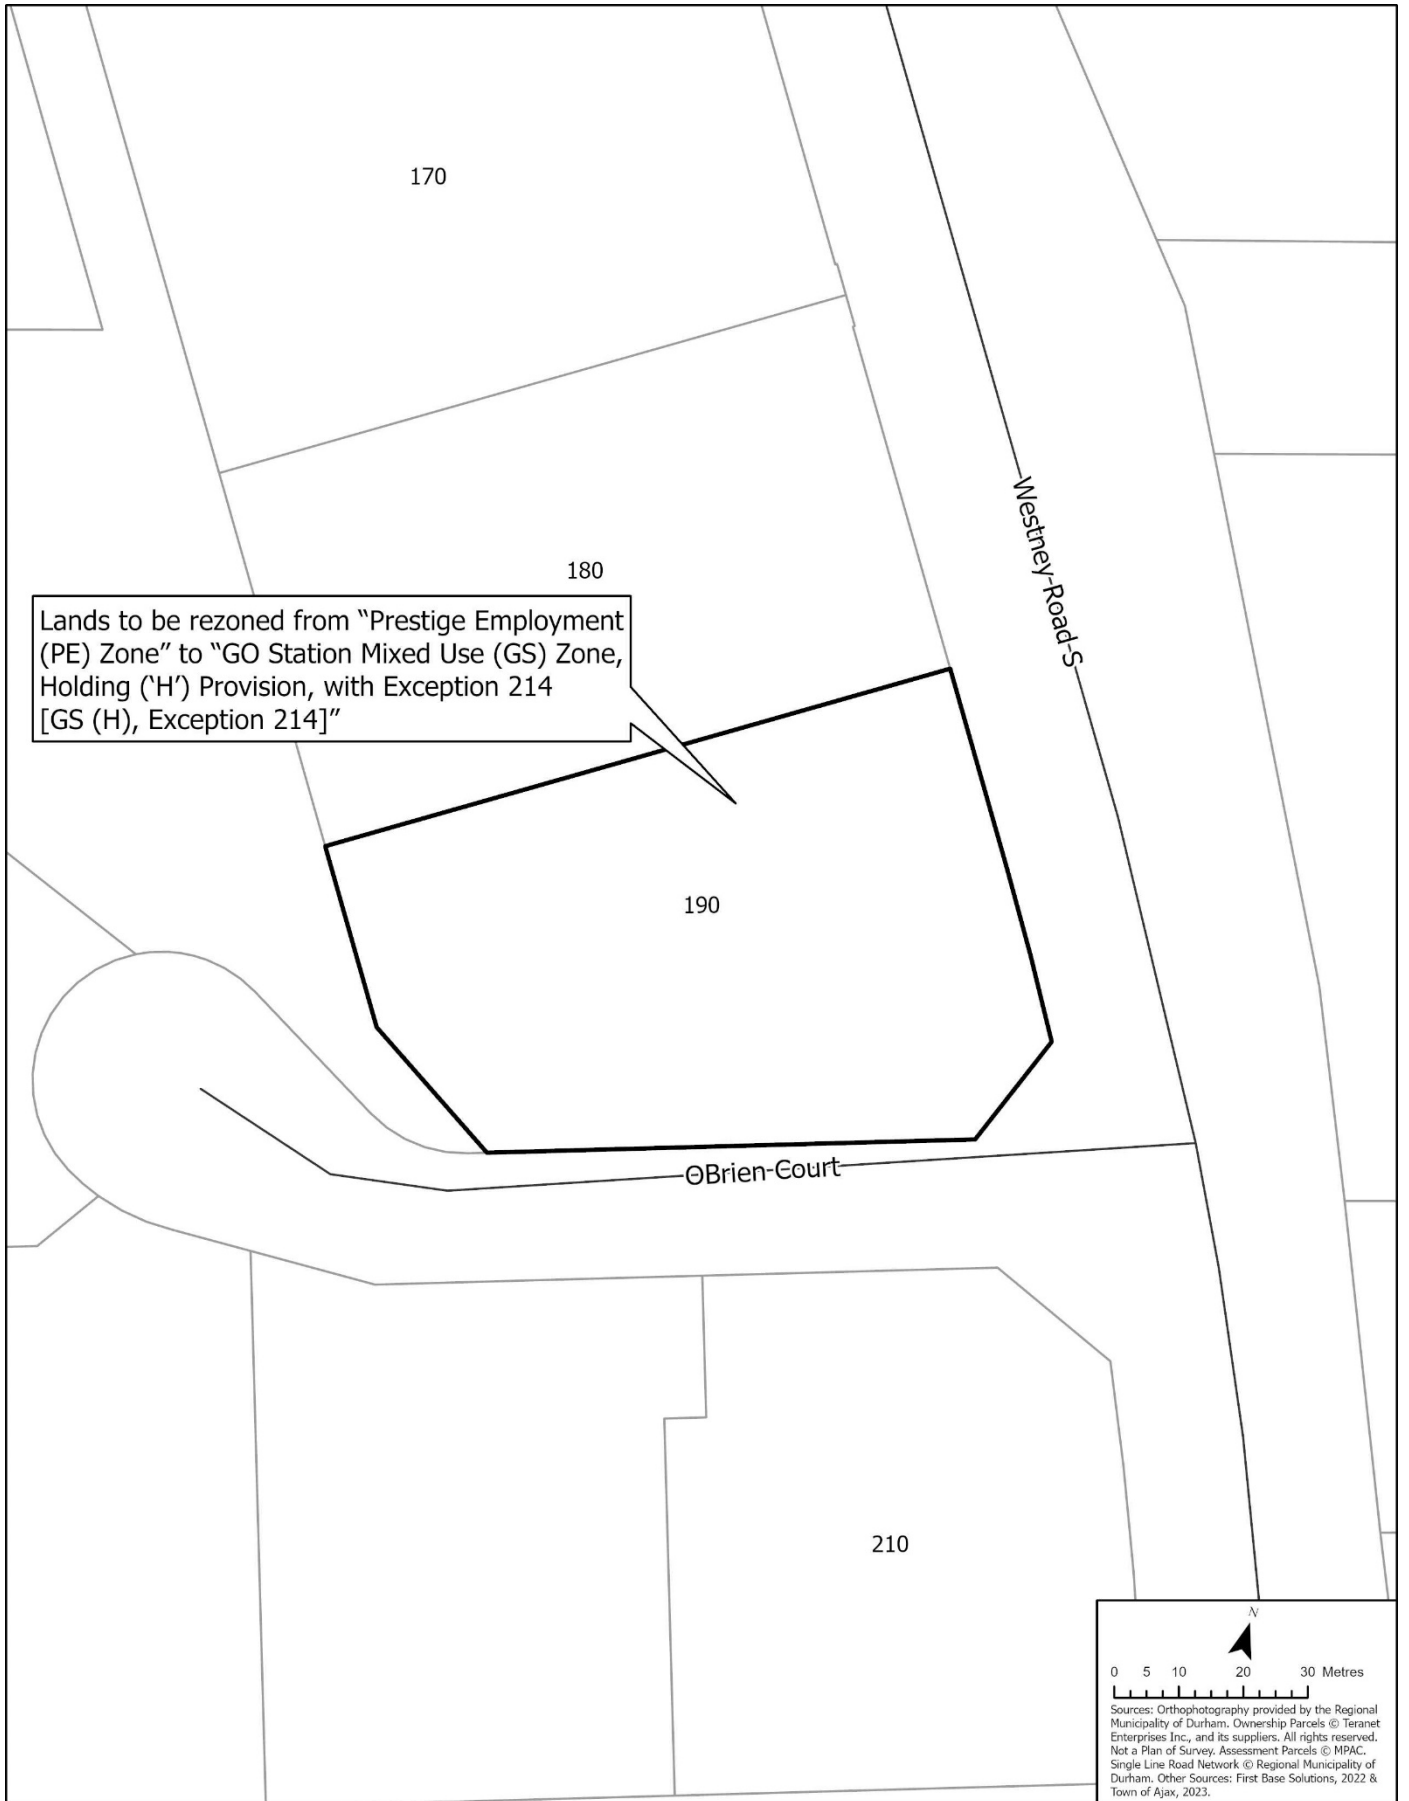 170
Westney-Road-S
180
Lands to be rezoned from “Prestige Employment
(PE) Zone” to “GO Station Mixed Use (GS) Zone,
Holding (‘H’) Provision, with Exception 214
[GS (H), Exception 214]”
190
OBrien-Court
210
N
0 5 10 20 30 Metres
Sources: Orthophotography provided by the Regional
Municipality of Durham. Ownership Parcels © Teranet
Enterprises Inc., and its suppliers. All rights reserved.
Not a Plan of Survey. Assessment Parcels © MPAC.
Single Line Road Network © Regional Municipality of
Durham. Other Sources: First Base Solutions, 2022 &
Town of Ajax, 2023.